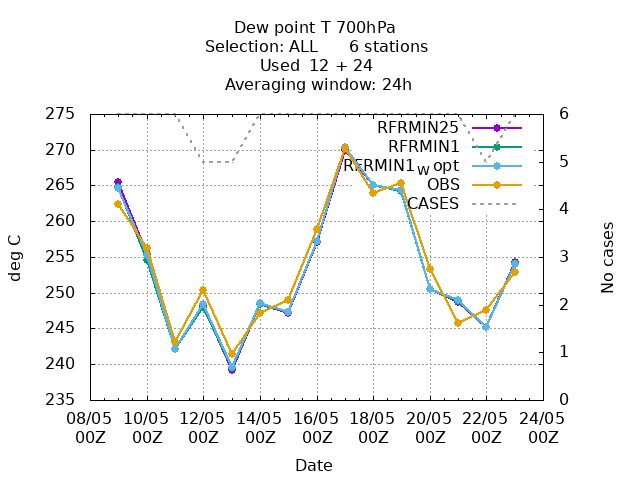 Dew point T 700hPa
Selection: ALL 6 stations
Used 12 + 24
Averaging window: 24h
275
270
265
260
255
250
245
240
235
6
5
4
3
2
1
0
RFRMIN25
RFRMIN1
RFRMIN1w opt
OBS
CASES
deg C
No cases
08/05 10/05 12/05 14/05 16/05 18/05 20/05 22/05 24/05
00Z 00Z 00Z 00Z 00Z 00Z 00Z 00Z 00Z
Date